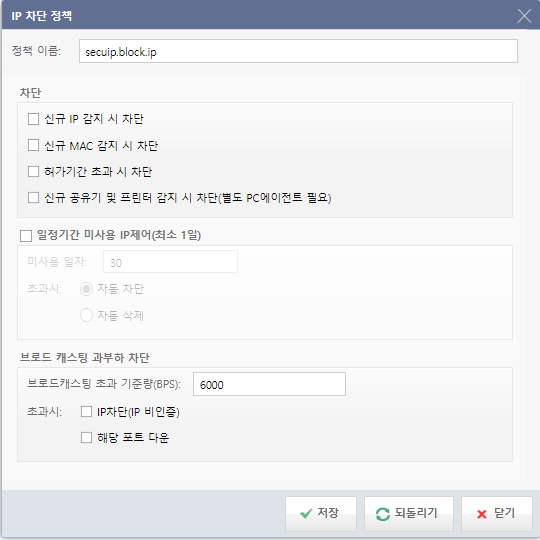 IP 차단 정책
정책 이름: secuip.block.ip
차단
신규 IP 감지 시 차단
신규 MAC 감지 시 차단
허가기간 초과 시 차단
신규 공유기 및 프린터 감지 시 차단(별도 PC에이전트 필요)
일정기간 미사용 IP제어(최소 1일)
미사용 일자: 30
초과시: 자동 차단
자동 삭제
브로드 캐스팅 과부하 차단
브로드캐스팅 초과 기준량(BPS): 6000
초과시: IP차단(IP 비인증)
해당 포트 다운
저장 되돌리기 닫기